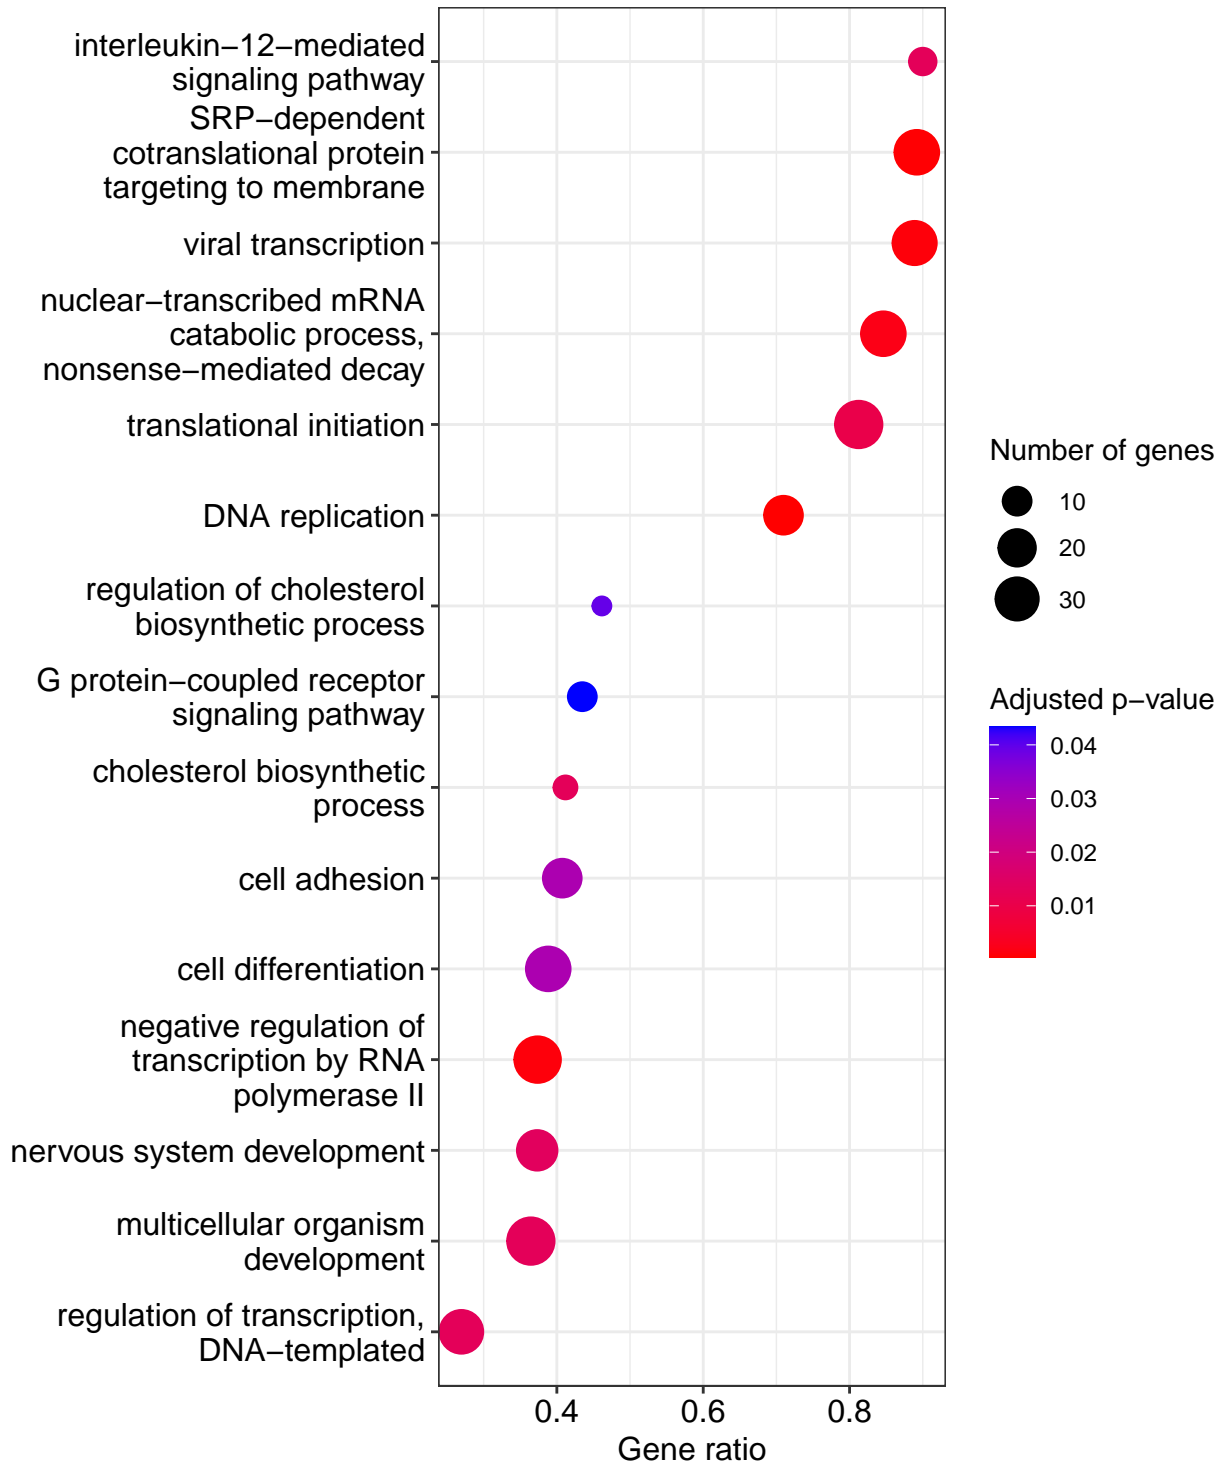 interleukin−12−mediated
signaling pathway
SRP−dependent
cotranslational protein
targeting to membrane
viral transcription
nuclear−transcribed mRNA
catabolic process,
nonsense−mediated decay
translational initiation
DNA replication
regulation of cholesterol
biosynthetic process
G protein−coupled receptor
signaling pathway
cholesterol biosynthetic
process
cell adhesion
cell differentiation
negative regulation of
transcription by RNA
polymerase II
nervous system development
multicellular organism
development
regulation of transcription,
DNA−templated
0.4
0.6
0.8
Gene ratio
Number of genes
10
20
30
Adjusted p−value
0.04
0.03
0.02
0.01